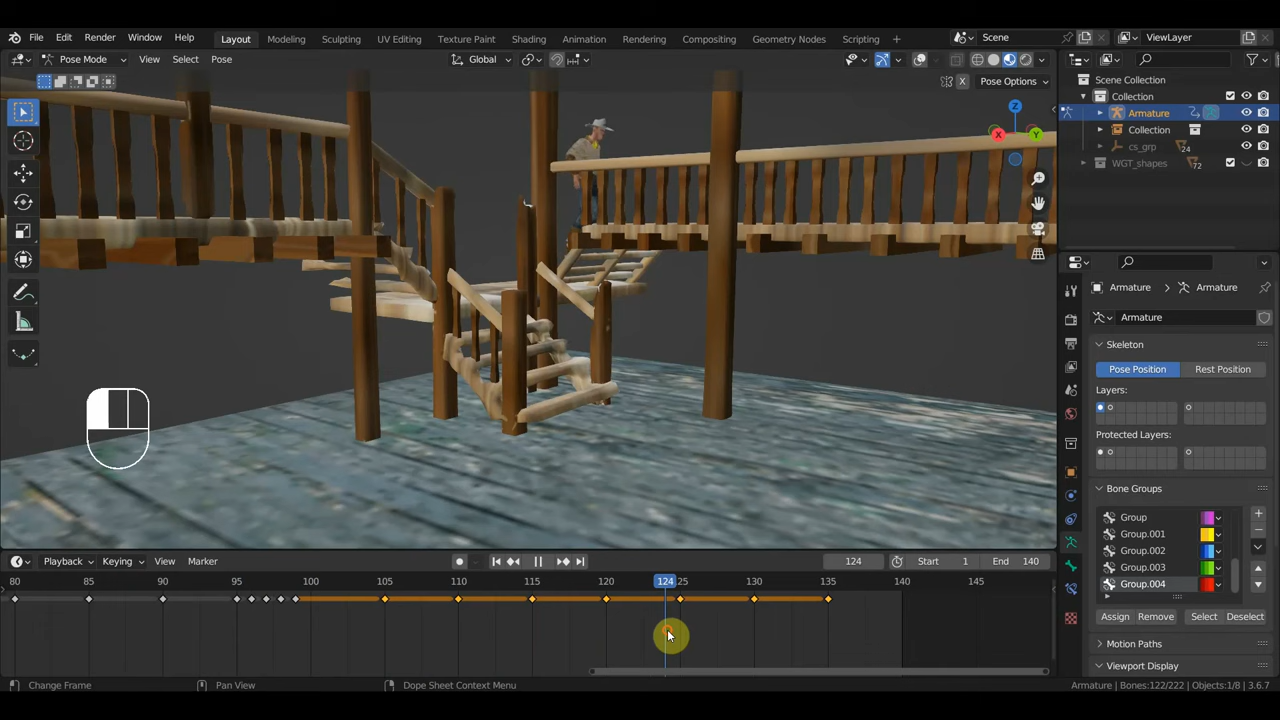 File Edit Render Window Help Layout Modeling Sculpting UV Editing Texture Paint Shading Animation Rendering Compositing Geometry Nodes Scripting + Scene ViewLayer
Pose Mode View Select Pose Global
X Pose Options
Scene Collection
Collection
Armature
Collection
cs_grp 24
WGT_shapes 72
Z
X Y
Armature > Armature
Armature
Skeleton
Pose Position Rest Position
Layers:
Protected Layers:
Bone Groups
Group
Group.001
Group.002
Group.003
Group.004
Assign Remove Select Deselect
Motion Paths
Viewport Display
Playback Keying View Marker 124 Start 1 End 140
80 85 90 95 100 105 110 115 120 124 25 130 135 140 145
Change Frame Pan View Dope Sheet Context Menu Armature | Bones:122/222 | Objects:1/8 | 3.6.7